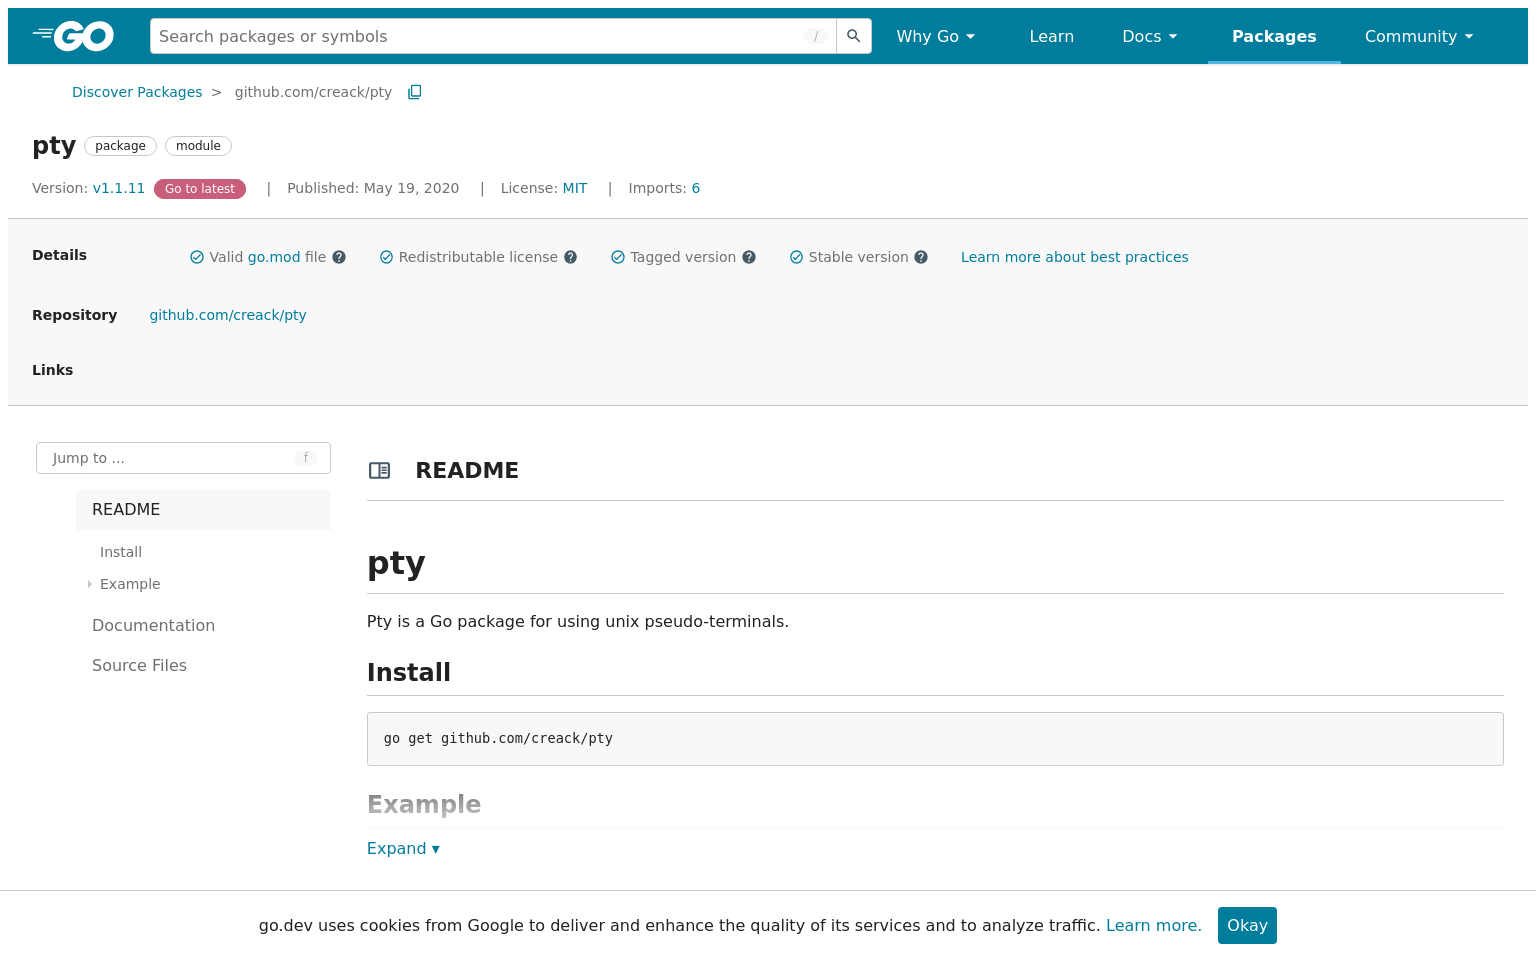 GO
Search packages or symbols /
Why Go Learn Docs Packages Community
Discover Packages > github.com/creack/pty
pty package module
Version: v1.1.11 Go to latest | Published: May 19, 2020 | License: MIT | Imports: 6
Details Valid go.mod file ? Redistributable license ? Tagged version ? Stable version ? Learn more about best practices
Repository github.com/creack/pty
Links
Jump to ... f
README
Install
Example
Documentation
Source Files
README
pty
Pty is a Go package for using unix pseudo-terminals.
Install
go get github.com/creack/pty
Example
Expand ▾
go.dev uses cookies from Google to deliver and enhance the quality of its services and to analyze traffic. Learn more. Okay